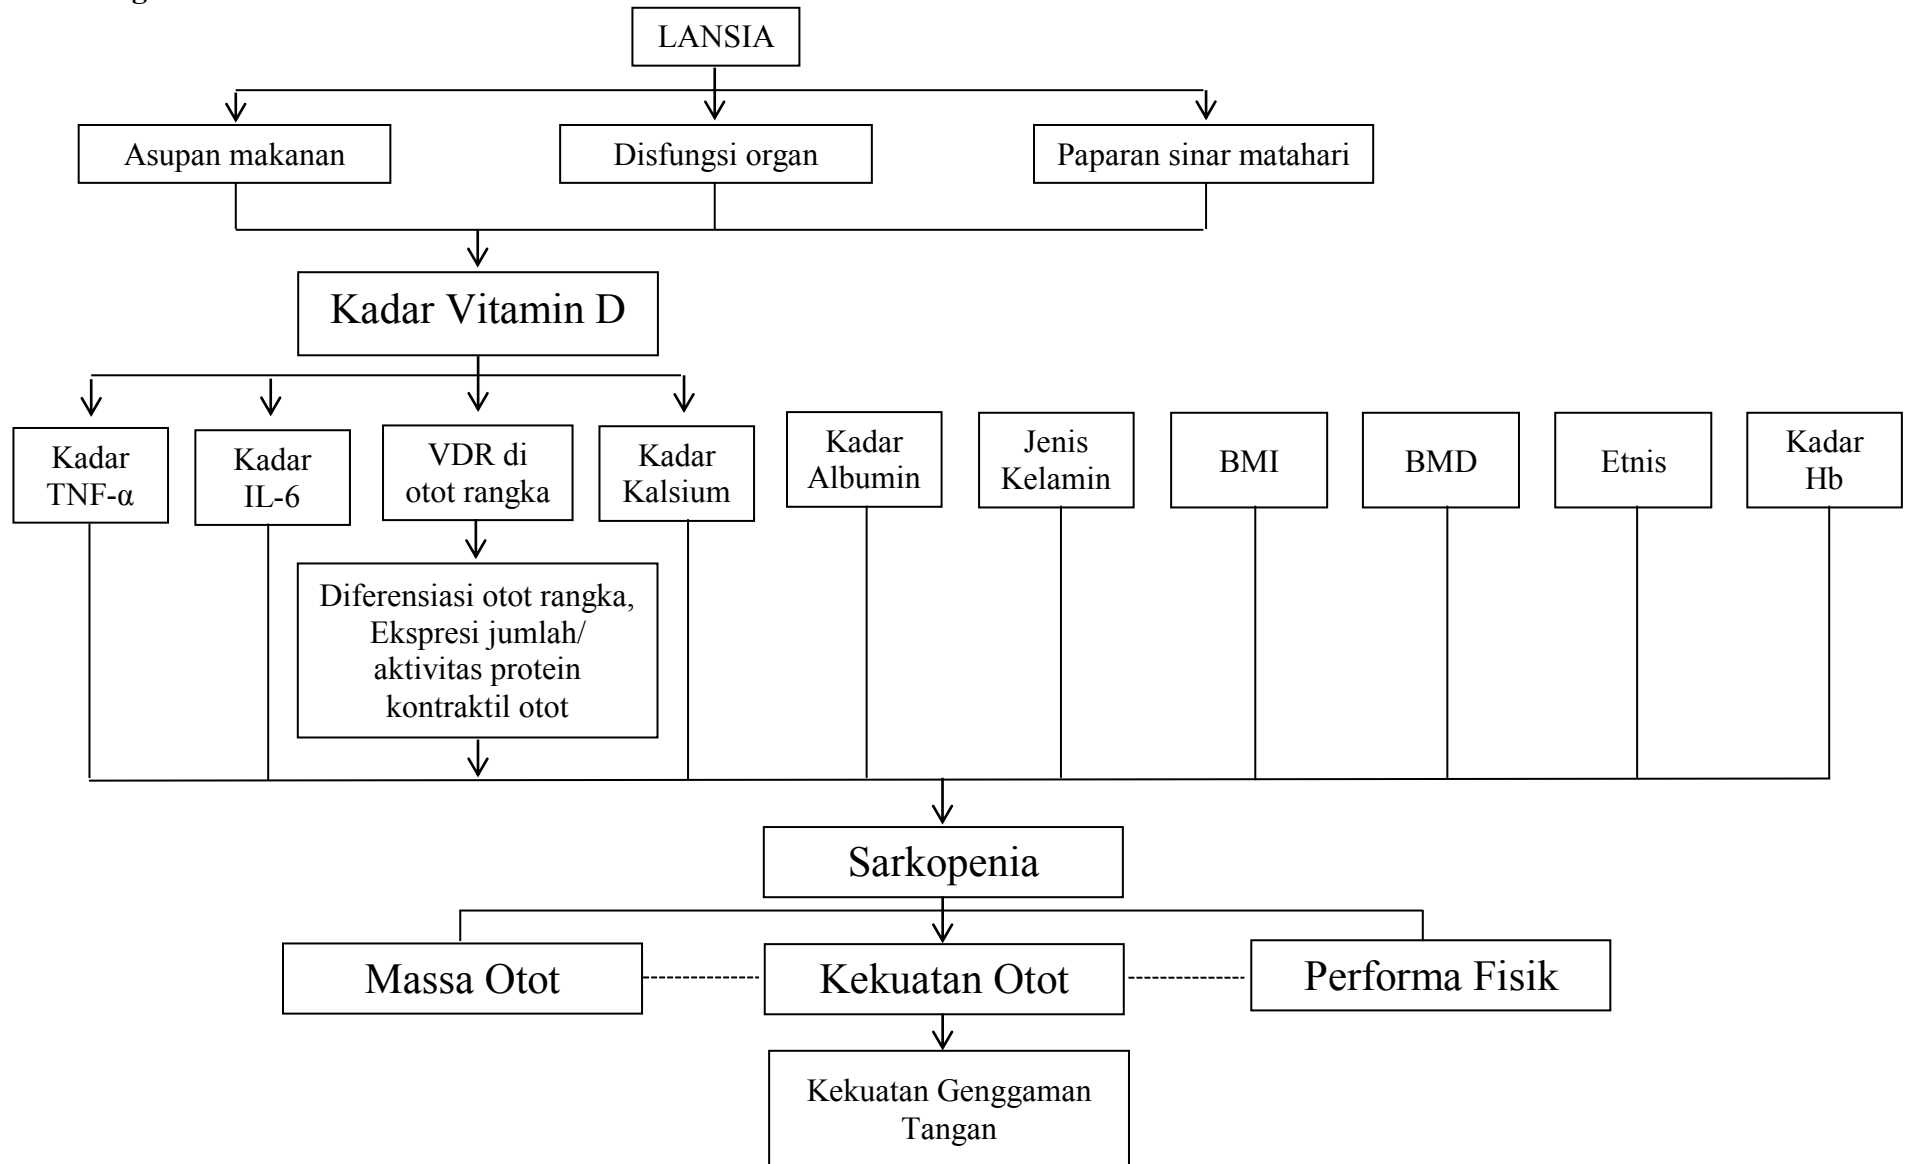 LANSIA
Asupan makanan
Disfungsi organ
Paparan sinar matahari
Kadar Vitamin D
Kadar
TNF-α
Kadar
IL-6
VDR di
otot rangka
Kadar
Kalsium
Kadar
Albumin
Jenis
Kelamin
BMI
BMD
Etnis
Kadar
Hb
Diferensiasi otot rangka,
Ekspresi jumlah/
aktivitas protein
kontraktil otot
Sarkopenia
Massa Otot
Kekuatan Otot
Performa Fisik
Kekuatan Genggaman
Tangan